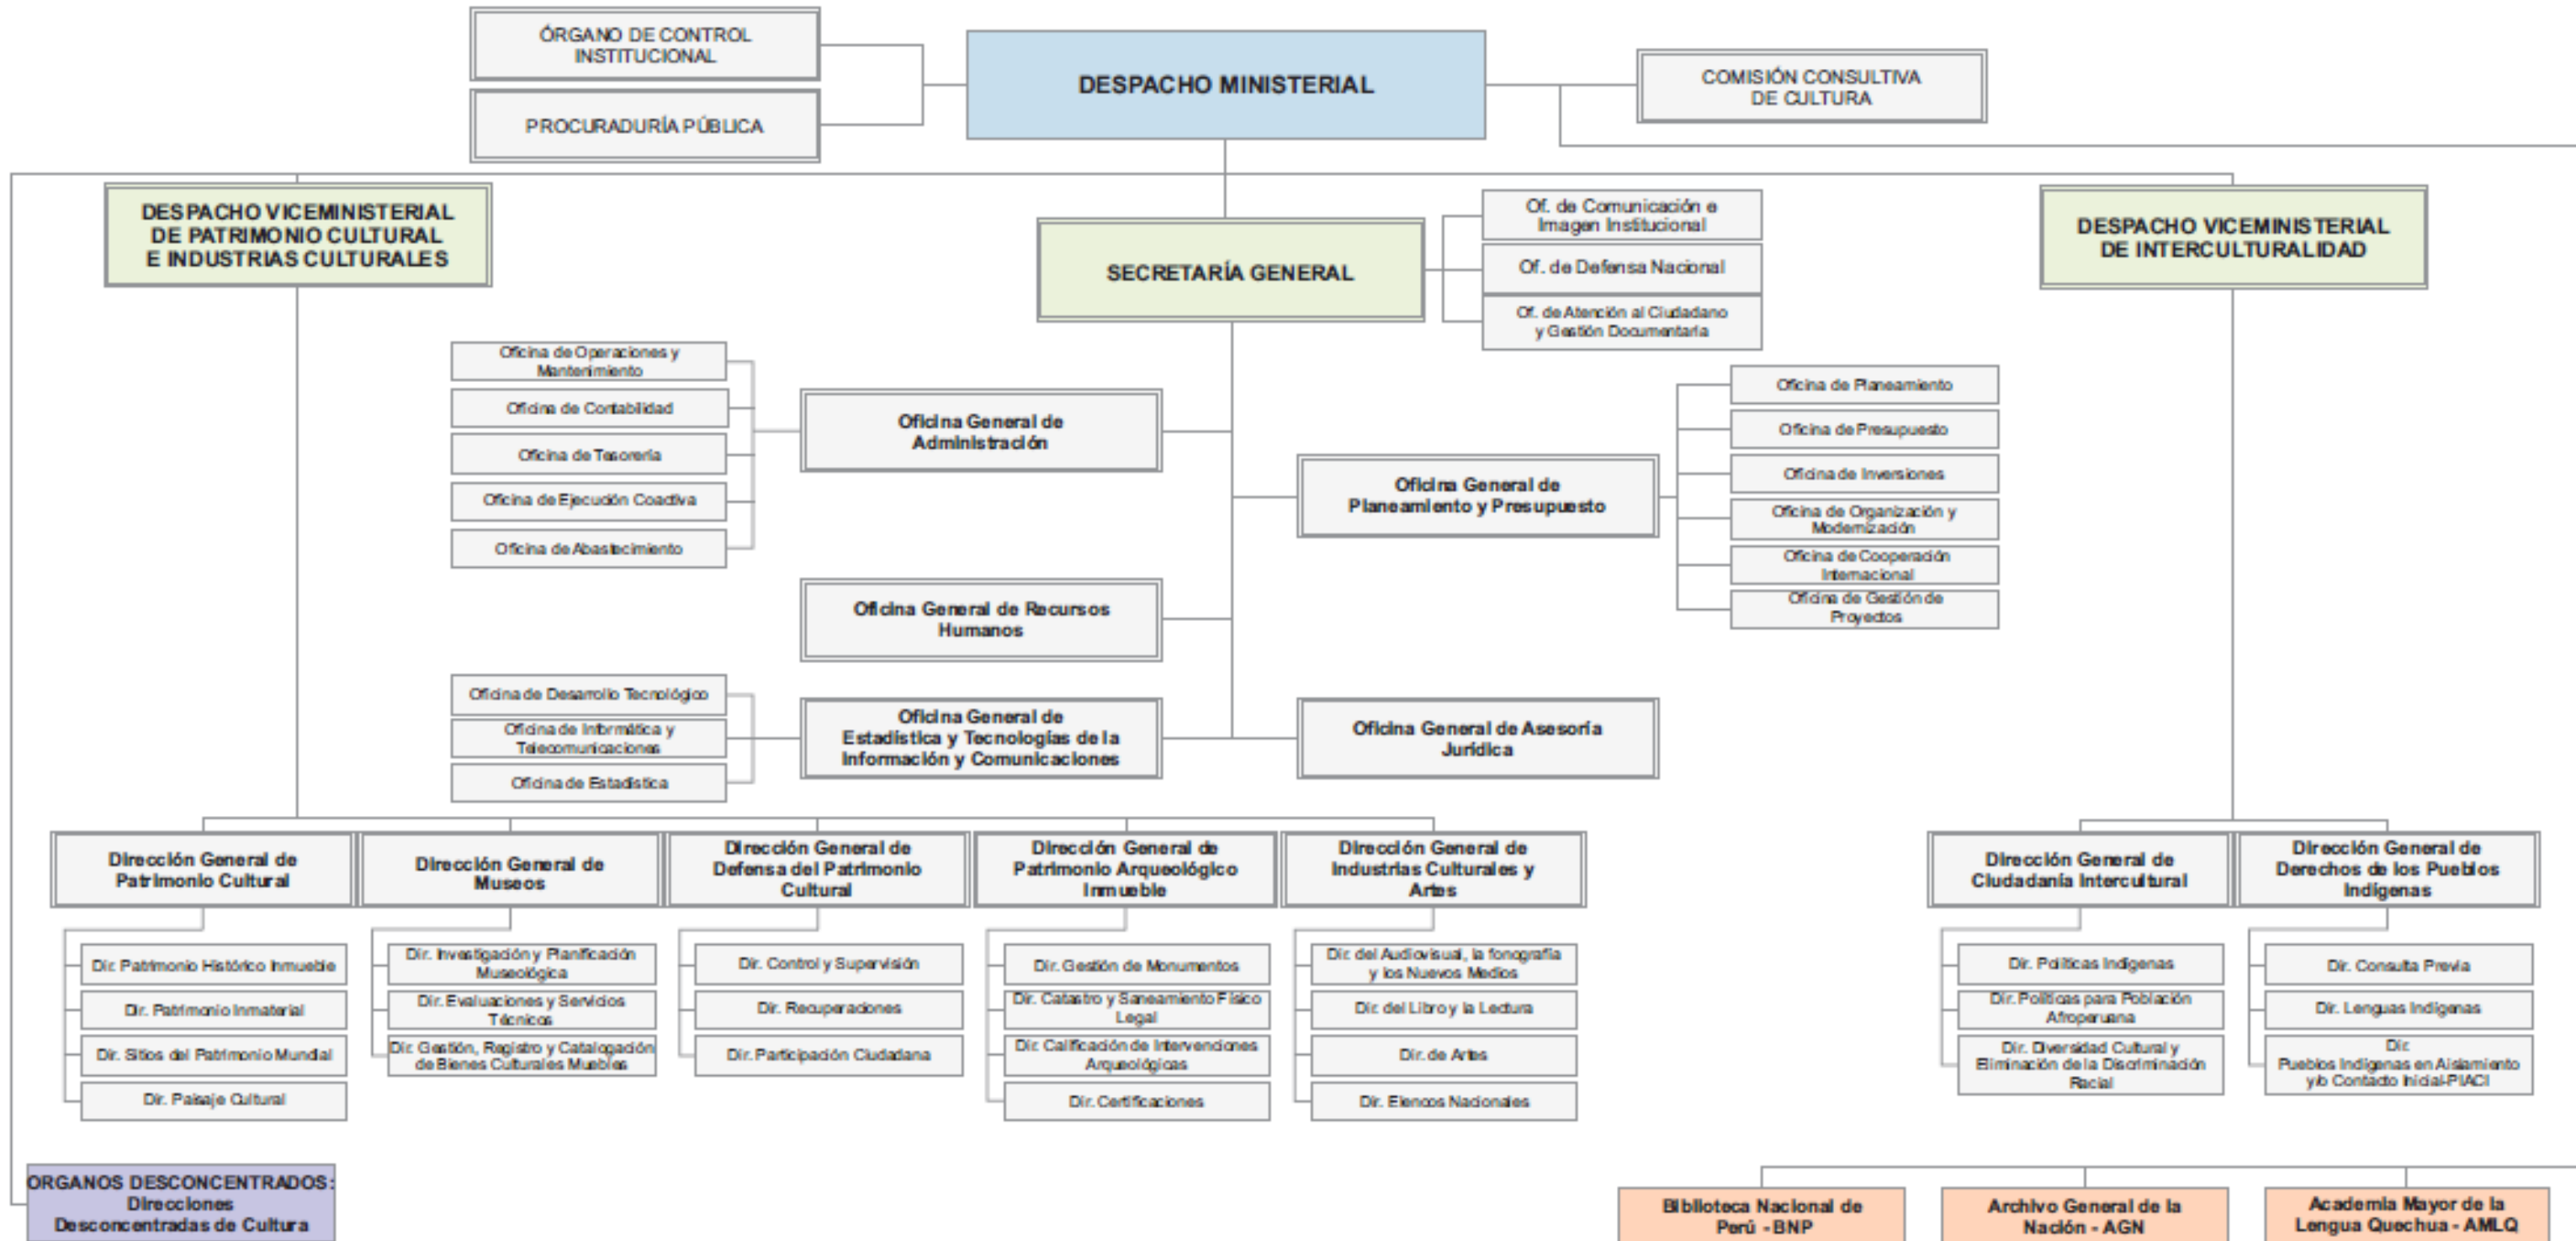 ÓRGANO DE CONTROL
INSTITUCIONAL
PROCURADURÍA PÚBLICA
DESPACHO MINISTERIAL
COMISIÓN CONSULTIVA
DE CULTURA
DESPACHO VICEMINISTERIAL
DE PATRIMONIO CULTURAL
E INDUSTRIAS CULTURALES
SECRETARÍA GENERAL
Of. de Comunicación e
Imagen Institucional
Of. de Defensa Nacional
Of. de Atención al Ciudadano
y Gestión Documentaria
DESPACHO VICEMINISTERIAL
DE INTERCULTURALIDAD
Oficina de Operaciones y
Mantenimiento
Oficina de Contabilidad
Oficina de Tesorería
Oficina de Ejecución Coactiva
Oficina de Abastecimiento
Oficina General de
Administración
Oficina General de
Planeamiento y Presupuesto
Oficina de Planeamiento
Oficina de Presupuesto
Oficina de Inversiones
Oficina de Organización y
Modernización
Oficina de Cooperación
Internacional
Oficina de Gestión de
Proyectos
Oficina General de Recursos
Humanos
Oficina de Desarrollo Tecnológico
Oficina de Informática y
Telecomunicaciones
Oficina de Estadística
Oficina General de
Estadística y Tecnologías de la
Información y Comunicaciones
Oficina General de Asesoría
Jurídica
Dirección General de
Patrimonio Cultural
Dirección General de
Museos
Dirección General de
Defensa del Patrimonio
Cultural
Dirección General de
Patrimonio Arqueológico
Inmueble
Dirección General de
Industrias Culturales y
Artes
Dirección General de
Ciudadanía Intercultural
Dirección General de
Derechos de los Pueblos
Indígenas
Dir. Patrimonio Histórico Inmueble
Dir. Patrimonio Inmaterial
Dir. Sitios del Patrimonio Mundial
Dir. Paisaje Cultural
Dir. Investigación y Planificación
Museológica
Dir. Evaluaciones y Servicios
Técnicos
Dir. Gestión, Registro y Catalogación
de Bienes Culturales Muebles
Dir. Control y Supervisión
Dir. Recuperaciones
Dir. Participación Ciudadana
Dir. Gestión de Monumentos
Dir. Catastro y Saneamiento Físico
Legal
Dir. Calificación de Intervenciones
Arqueológicas
Dir. Certificaciones
Dir. del Audiovisual, la fonografía
y los Nuevos Medios
Dir. del Libro y la Lectura
Dir. de Artes
Dir. Elencos Nacionales
Dir. Políticas Indígenas
Dir. Políticas para Población
Afroperuana
Dir. Diversidad Cultural y
Eliminación de la Discriminación
Racial
Dir. Consulta Previa
Dir. Lenguas Indígenas
Dir.
Pueblos Indígenas en Aislamiento
y/o Contacto Inicial-PIACI
ORGANOS DESCONCENTRADOS:
Direcciones
Desconcentradas de Cultura
Biblioteca Nacional de
Perú - BNP
Archivo General de la
Nación - AGN
Academia Mayor de la
Lengua Quechua - AMLQ